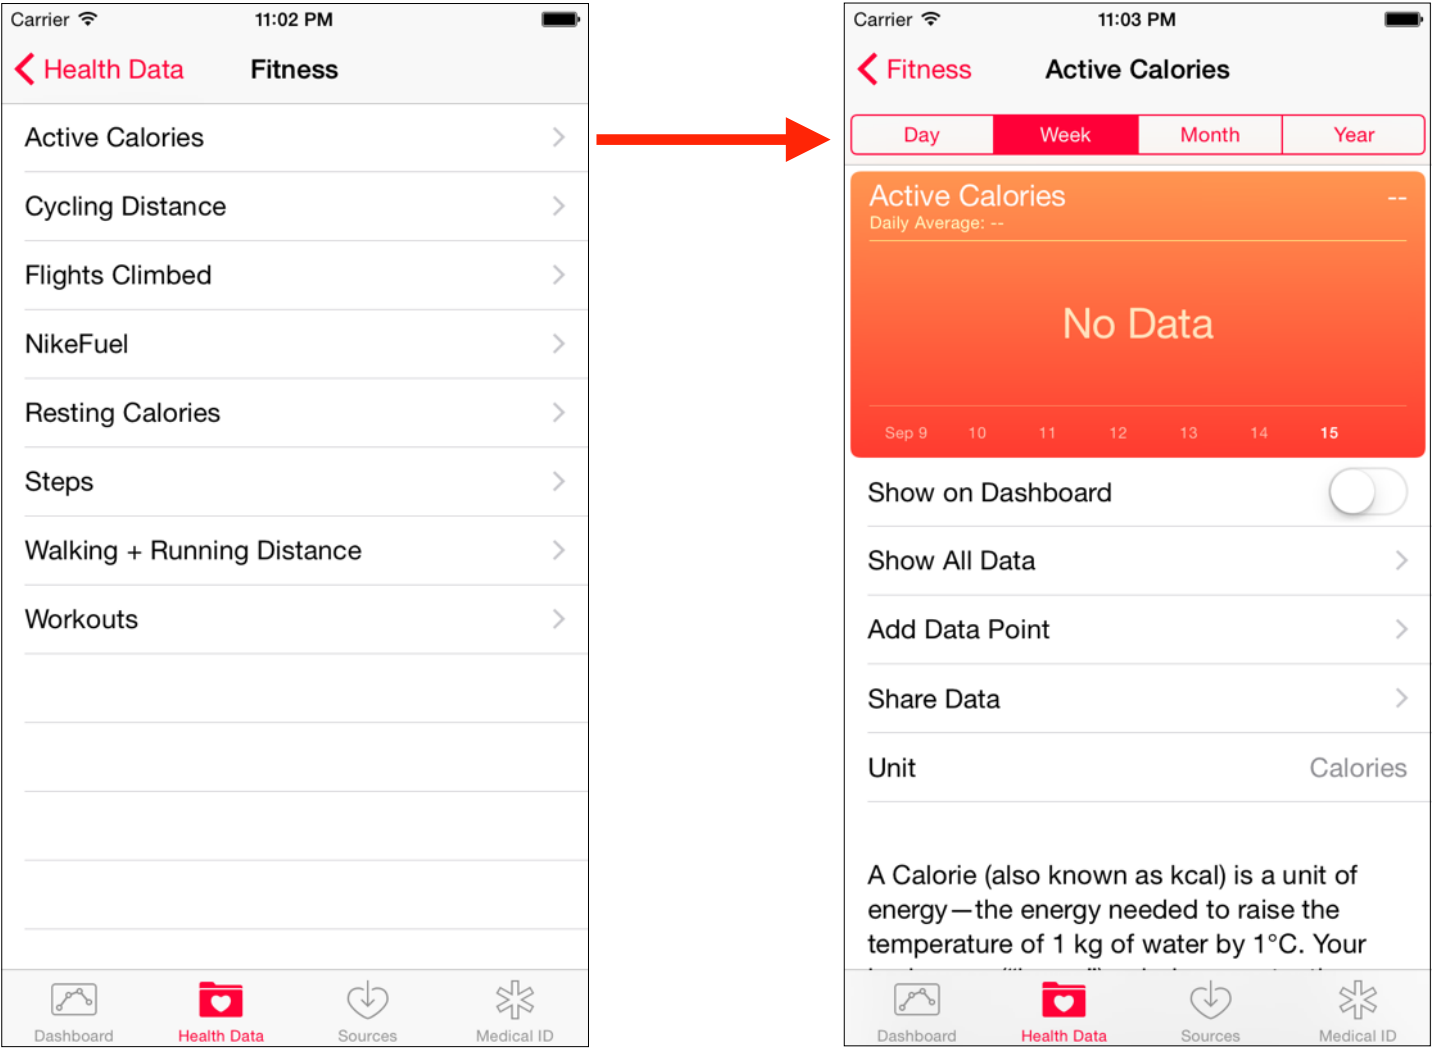 Carrier 11:02 PM
Health Data Fitness
Active Calories
Cycling Distance
Flights Climbed
NikeFuel
Resting Calories
Steps
Walking + Running Distance
Workouts
Dashboard Health Data Sources Medical ID
Carrier 11:03 PM
Fitness Active Calories
Day Week Month Year
Active Calories --
Daily Average: --
No Data
Sep 9 10 11 12 13 14 15
Show on Dashboard
Show All Data
Add Data Point
Share Data
Unit Calories
A Calorie (also known as kcal) is a unit of
energy—the energy needed to raise the
temperature of 1 kg of water by 1°C. Your
Dashboard Health Data Sources Medical ID